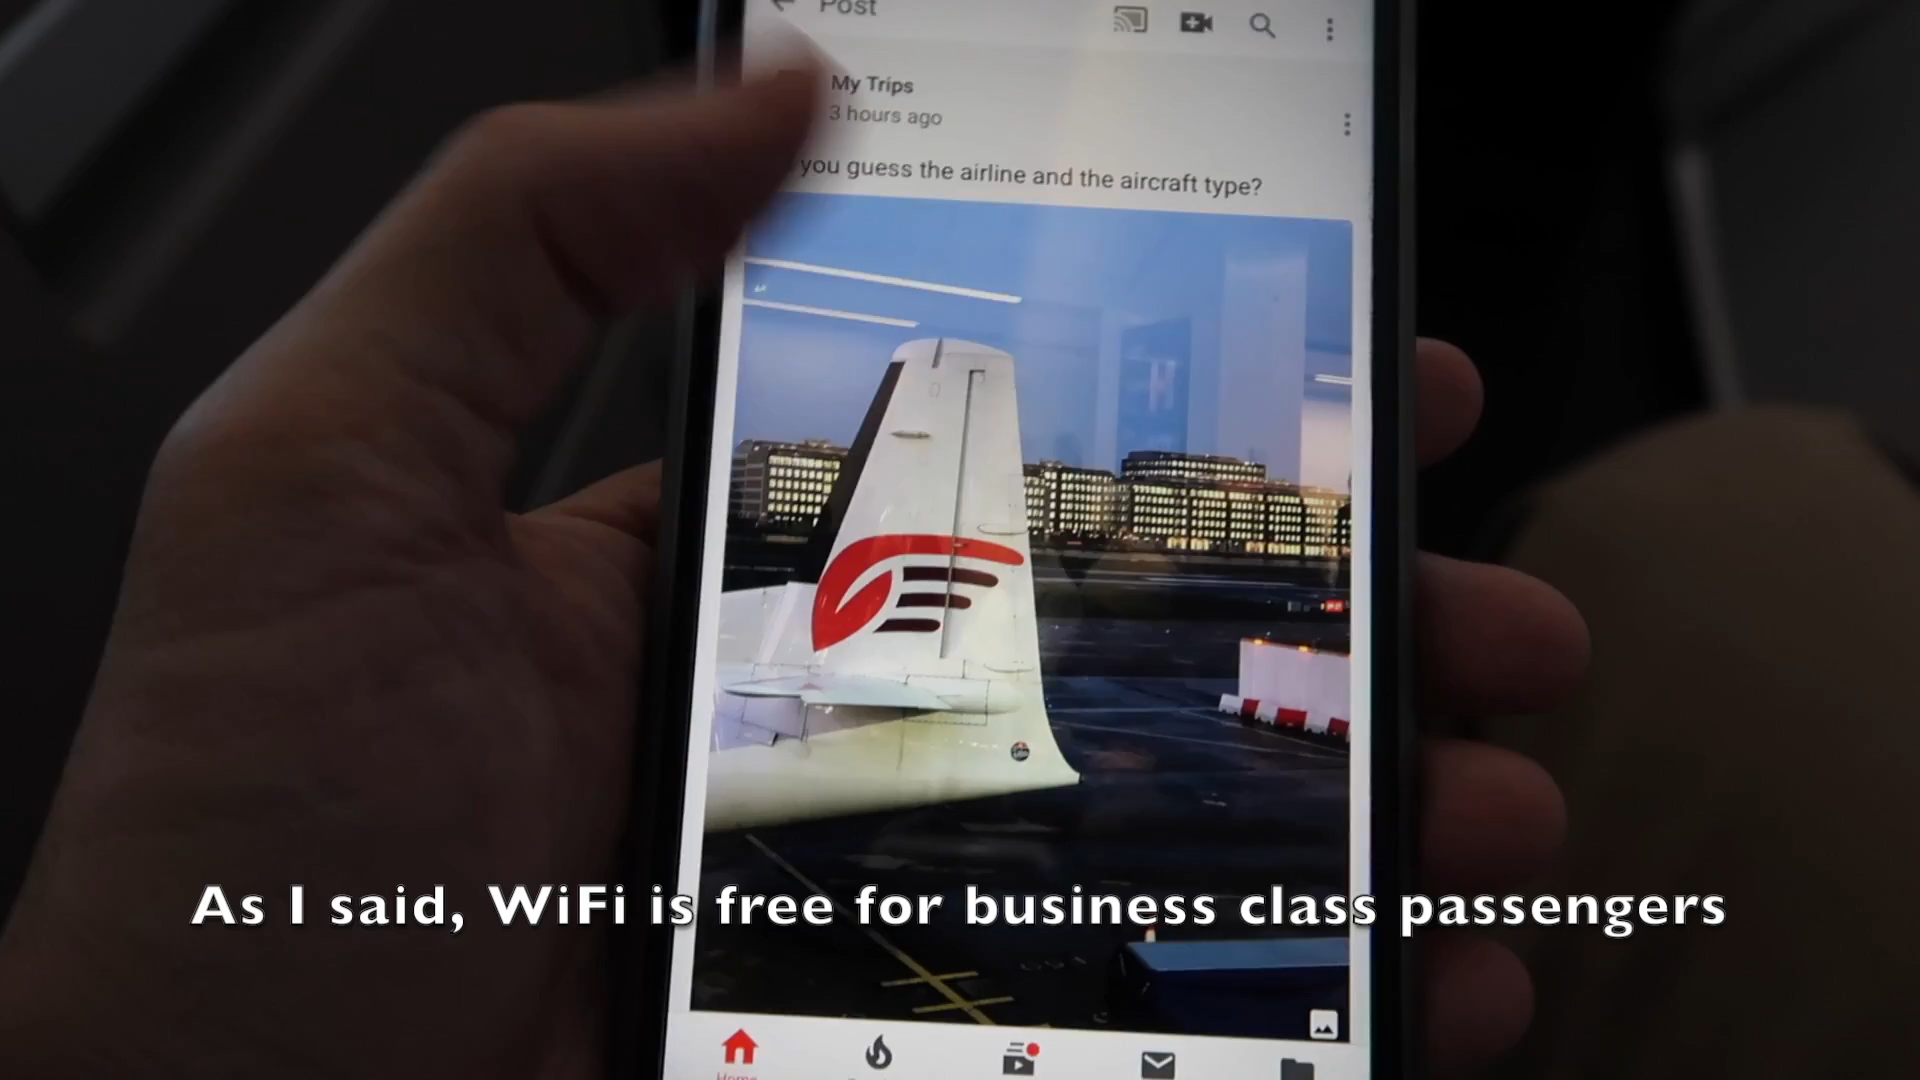 Post
My Trips
3 hours ago
you guess the airline and the aircraft type?
As I said, WiFi is free for business class passengers
Home